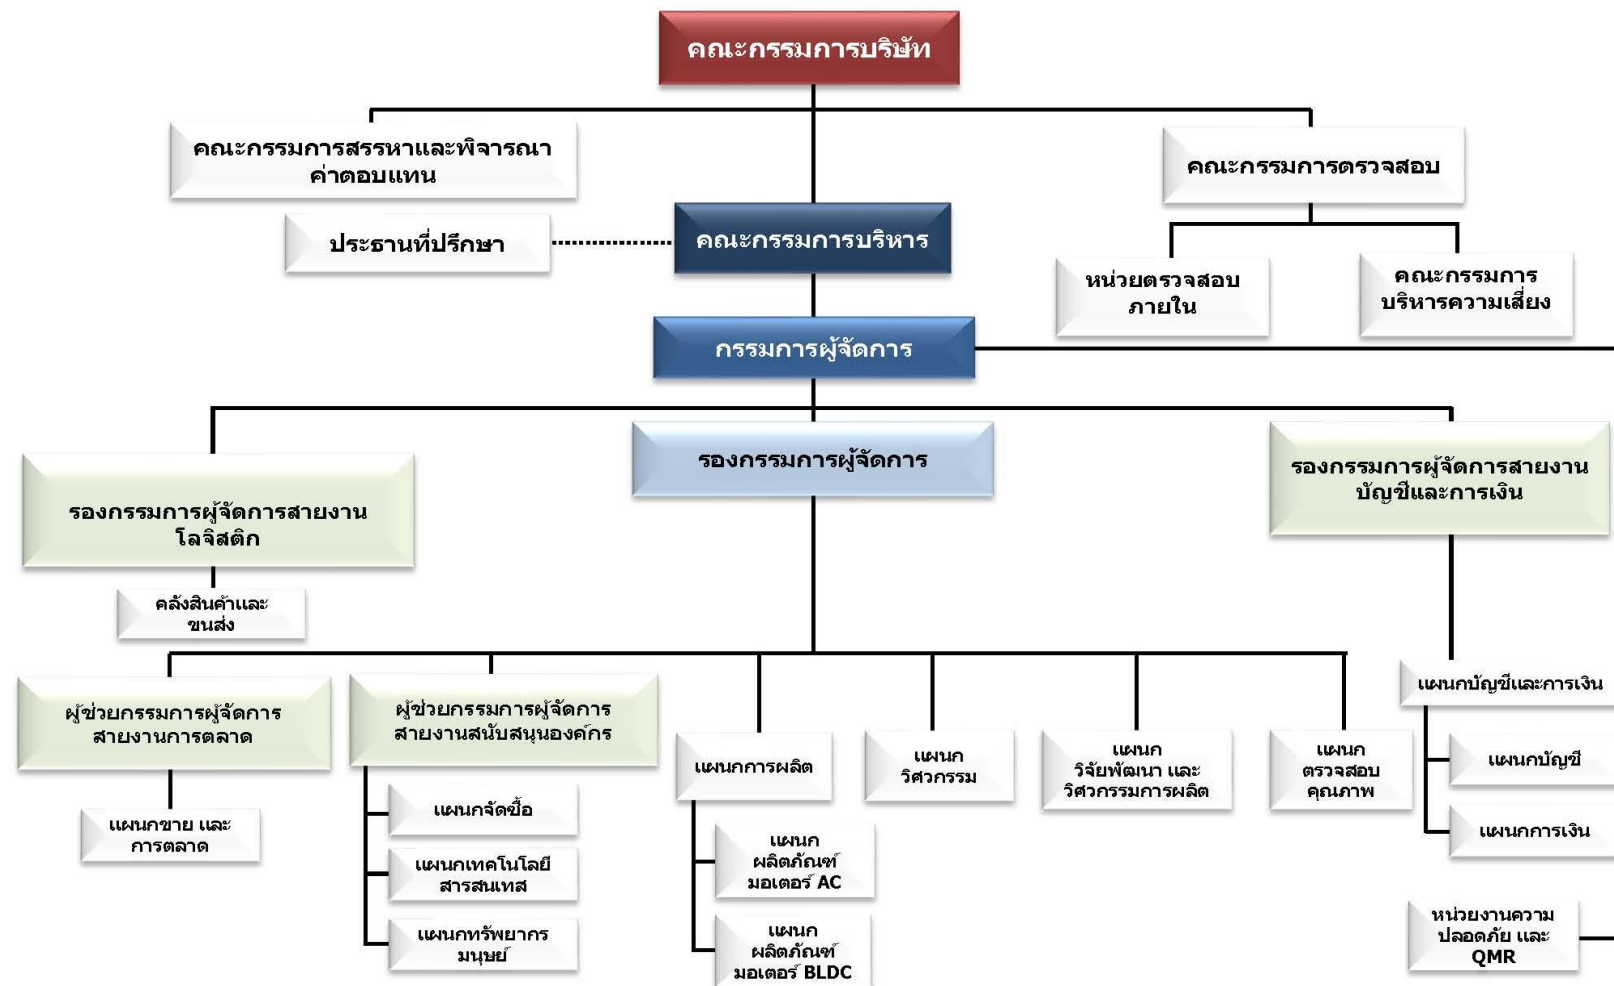 คณะกรรมการบริษัท
คณะกรรมการสรรหาและพิจารณา
ค่าตอบแทน
คณะกรรมการตรวจสอบ
ประธานที่ปรึกษา
คณะกรรมการบริหาร
หน่วยตรวจสอบ
ภายใน
คณะกรรมการ
บริหารความเสี่ยง
กรรมการผู้จัดการ
รองกรรมการผู้จัดการสายงาน
โลจิสติก
รองกรรมการผู้จัดการ
รองกรรมการผู้จัดการสายงาน
บัญชีและการเงิน
คลังสินค้าและ
ขนส่ง
ผู้ช่วยกรรมการผู้จัดการ
สายงานการตลาด
แผนกขาย และ
การตลาด
ผู้ช่วยกรรมการผู้จัดการ
สายงานสนับสนุนองค์กร
แผนกจัดซื้อ
แผนกเทคโนโลยี
สารสนเทส
แผนกทรัพยากร
มนุษย์
แผนกการผลิต
แผนก
ผลิตภัณฑ์
มอเตอร์ AC
แผนก
ผลิตภัณฑ์
มอเตอร์ BLDC
แผนก
วิศวกรรม
แผนก
วิจัยพัฒนา และ
วิศวกรรมการผลิต
แผนก
ตรวจสอบ
คุณภาพ
แผนกบัญชีและการเงิน
แผนกบัญชี
แผนกการเงิน
หน่วยงานความ
ปลอดภัย และ
QMR